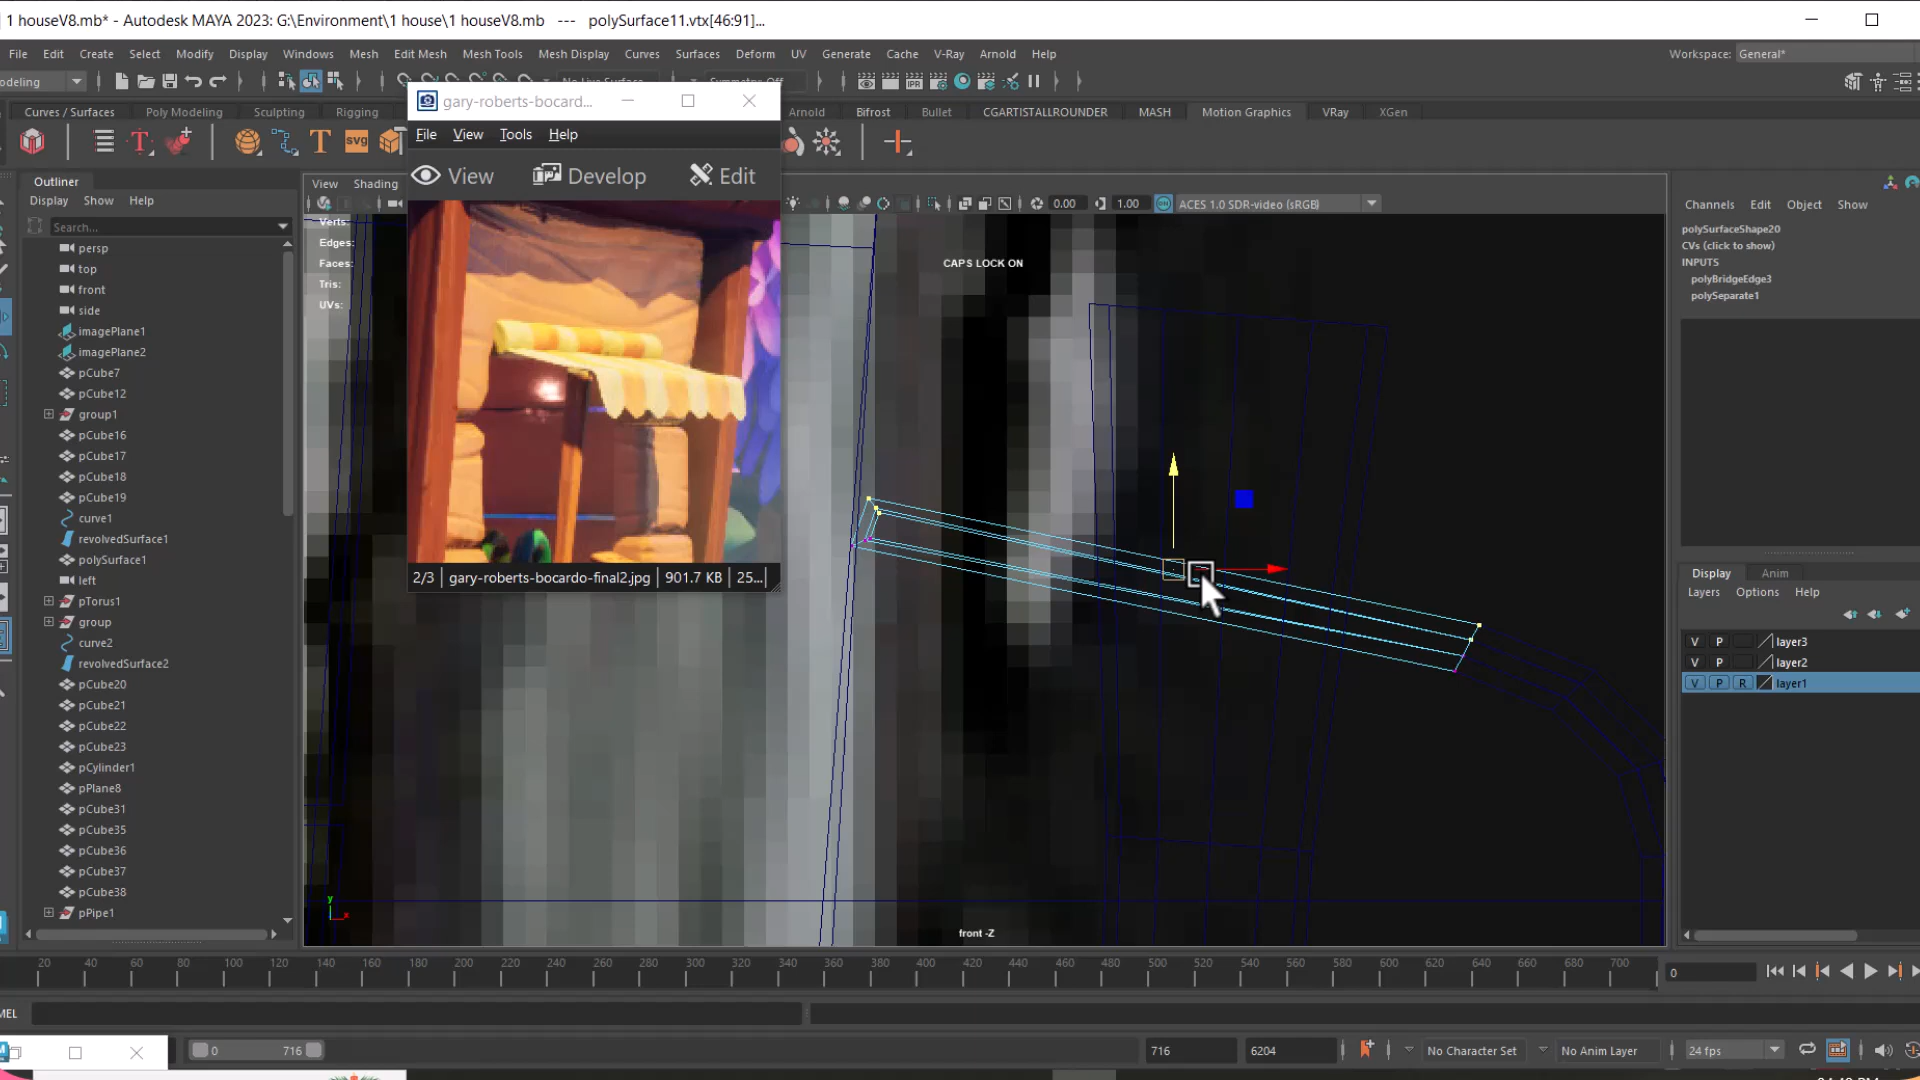 1 houseV8.mb* - Autodesk MAYA 2023: G:\Environment\1 house\1 houseV8.mb   ---   polySurface11.vtx[46:91]...
File Edit Create Select Modify Display Windows Mesh Edit Mesh Mesh Tools Mesh Display Curves Surfaces Deform UV Generate Cache V-Ray Arnold Help
Workspace: General*
odeling
Curves / Surfaces Poly Modeling Sculpting Rigging
Arnold Bifrost Bullet CGARTISTALLROUNDER MASH Motion Graphics VRay XGen
gary-roberts-bocard...
File View Tools Help
View Develop Edit
2/3 gary-roberts-bocardo-final2.jpg 901.7 KB 25...
Outliner
Display Show Help
Search...
persp
top
front
side
imagePlane1
imagePlane2
pCube7
pCube12
group1
pCube16
pCube17
pCube18
pCube19
curve1
revolvedSurface1
polySurface1
left
pTorus1
group
curve2
revolvedSurface2
pCube20
pCube21
pCube22
pCube23
pCylinder1
pPlane8
pCube31
pCube35
pCube36
pCube37
pCube38
pPipe1
View Shading
0.00 1.00 ACES 1.0 SDR-video (sRGB)
Verts:
Edges:
Faces:
Tris:
UVs:
CAPS LOCK ON
front -Z
y
x
Channels Edit Object Show
polySurfaceShape20
CVs (click to show)
INPUTS
polyBridgeEdge3
polySeparate1
Display Anim
Layers Options Help
V P layer3
V P layer2
V P R layer1
20 40 60 80 100 120 140 160 180 200 220 240 260 280 300 320 340 360 380 400 420 440 460 480 500 520 540 560 580 600 620 640 660 680 700
0
MEL
0 716
716 6204 No Character Set No Anim Layer 24 fps